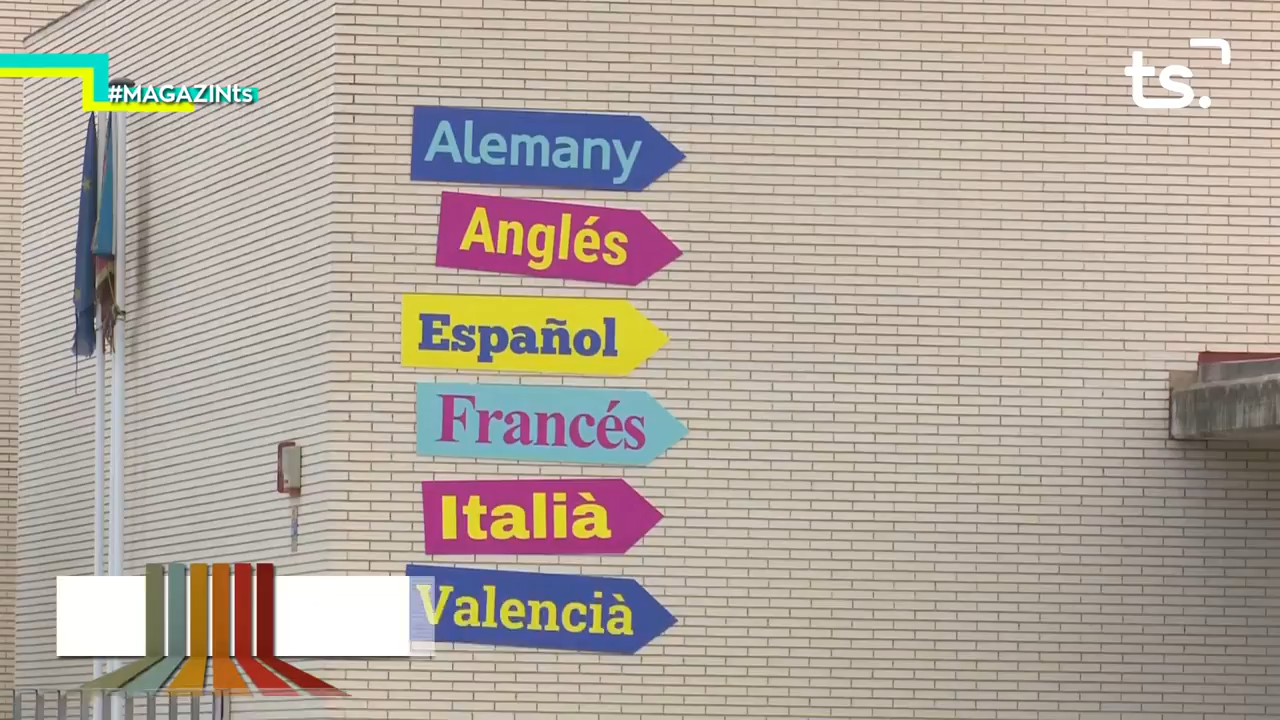 #MAGAZINts
ts.
Alemany
Anglés
Español
Francés
Italià
Valencià